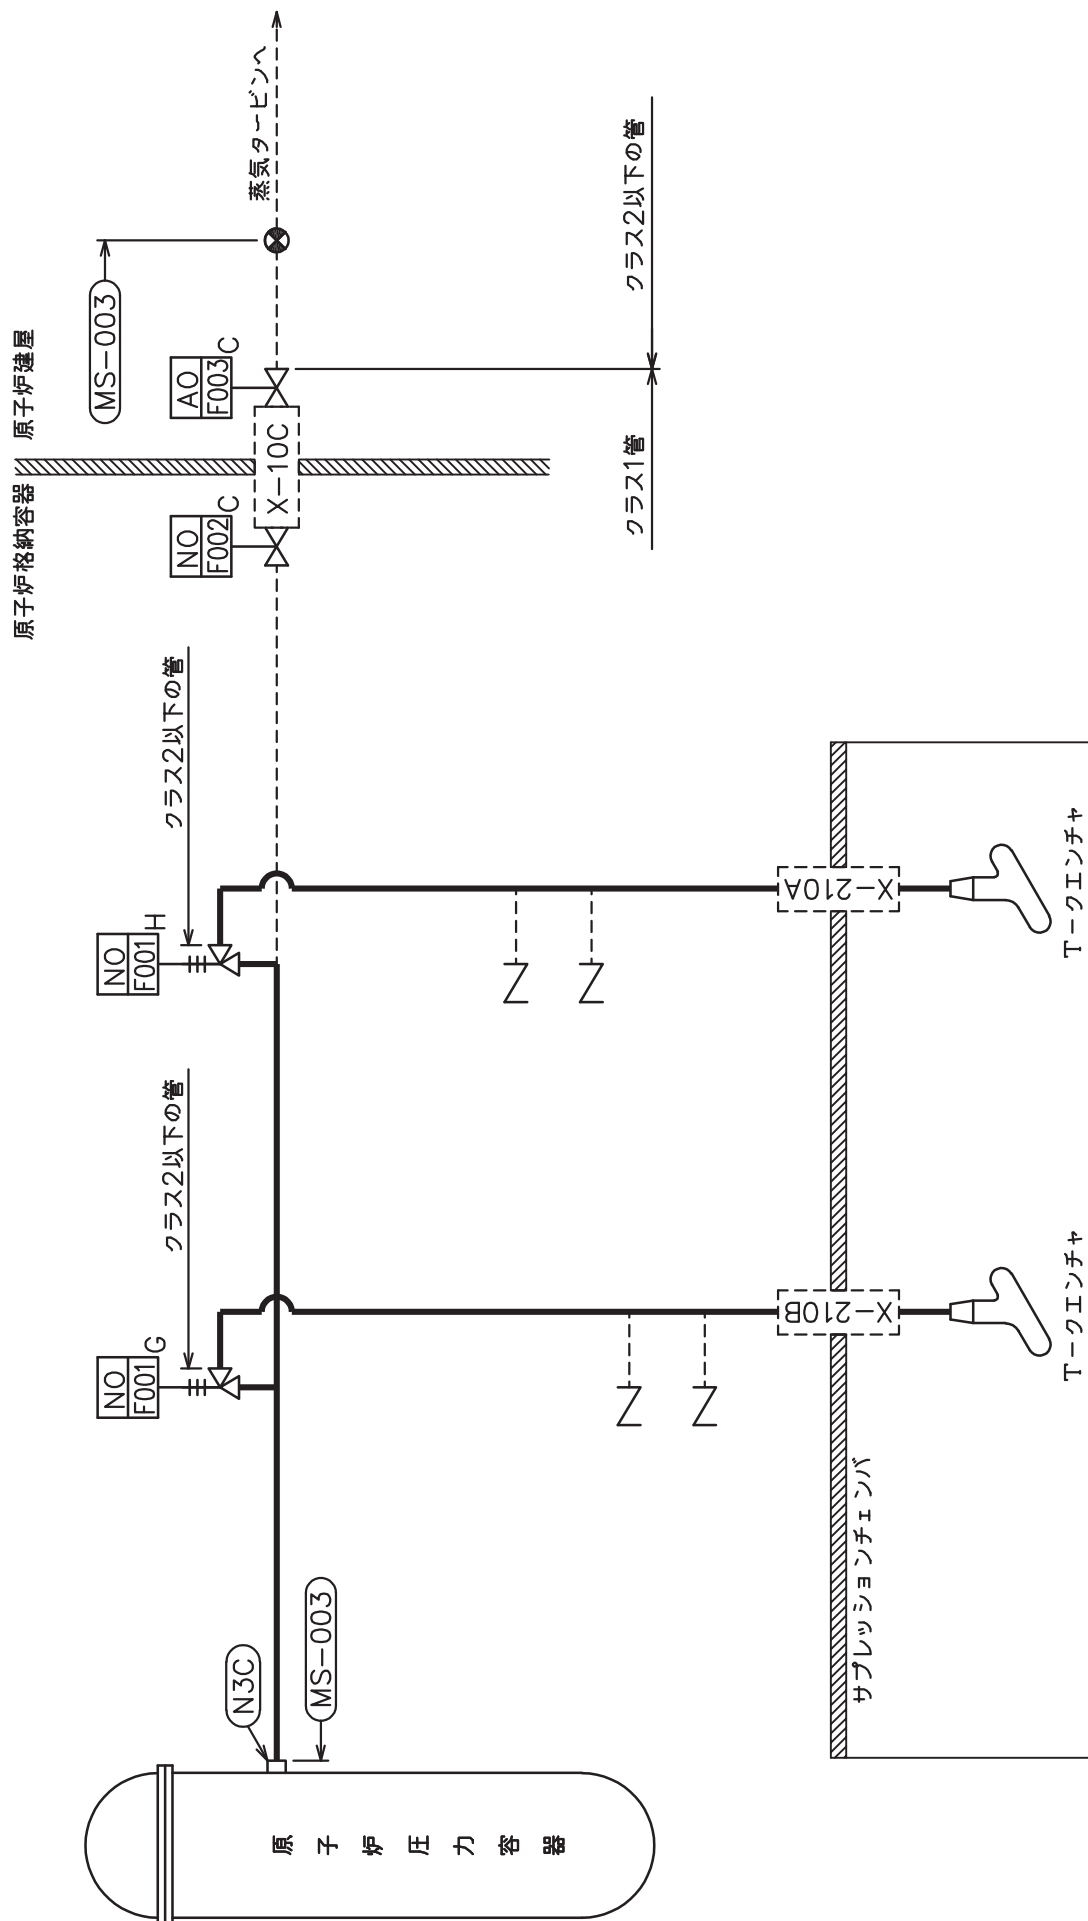 原子炉格納容器
原子炉建屋
MS-003
蒸気タービンへ
NO
F002
C
AO
F003
C
X-10C
クラス1管
クラス2以下の管
NO
F001
G
クラス2以下の管
NO
F001
H
クラス2以下の管
N3C
MS-003
原子炉圧力容器
X-210B
X-210A
サプレッションチェンバ
T-クエンチャ
T-クエンチャ